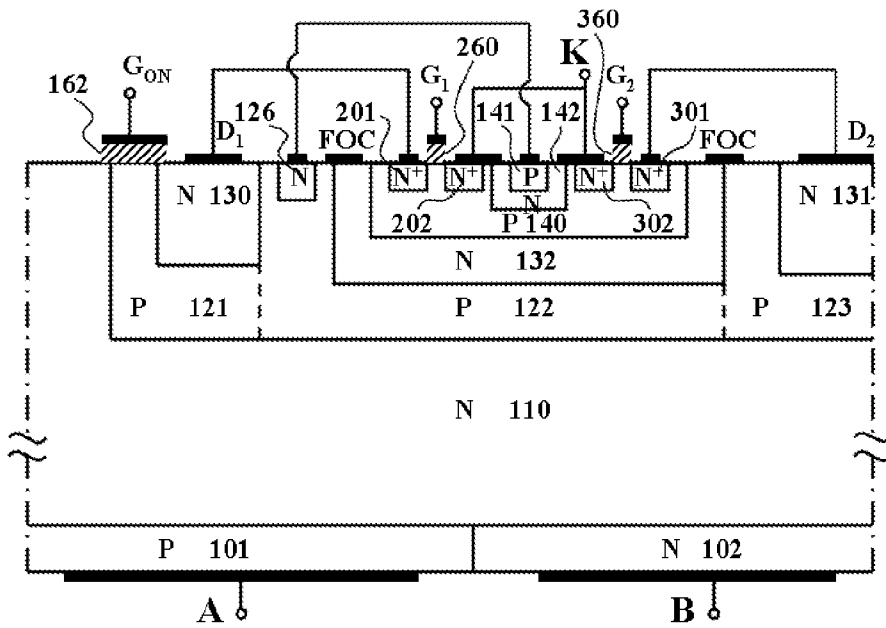 360
162
G_ON
260
K
G₁
G₂
201
141
142
301
126
D₁
FOC
FOC
D₂
N
N⁺
N⁺
P
N⁺
N⁺
N 130
N
N 131
202
P 140
302
N 132
P 121
P 122
P 123
N 110
P 101
N 102
A
B